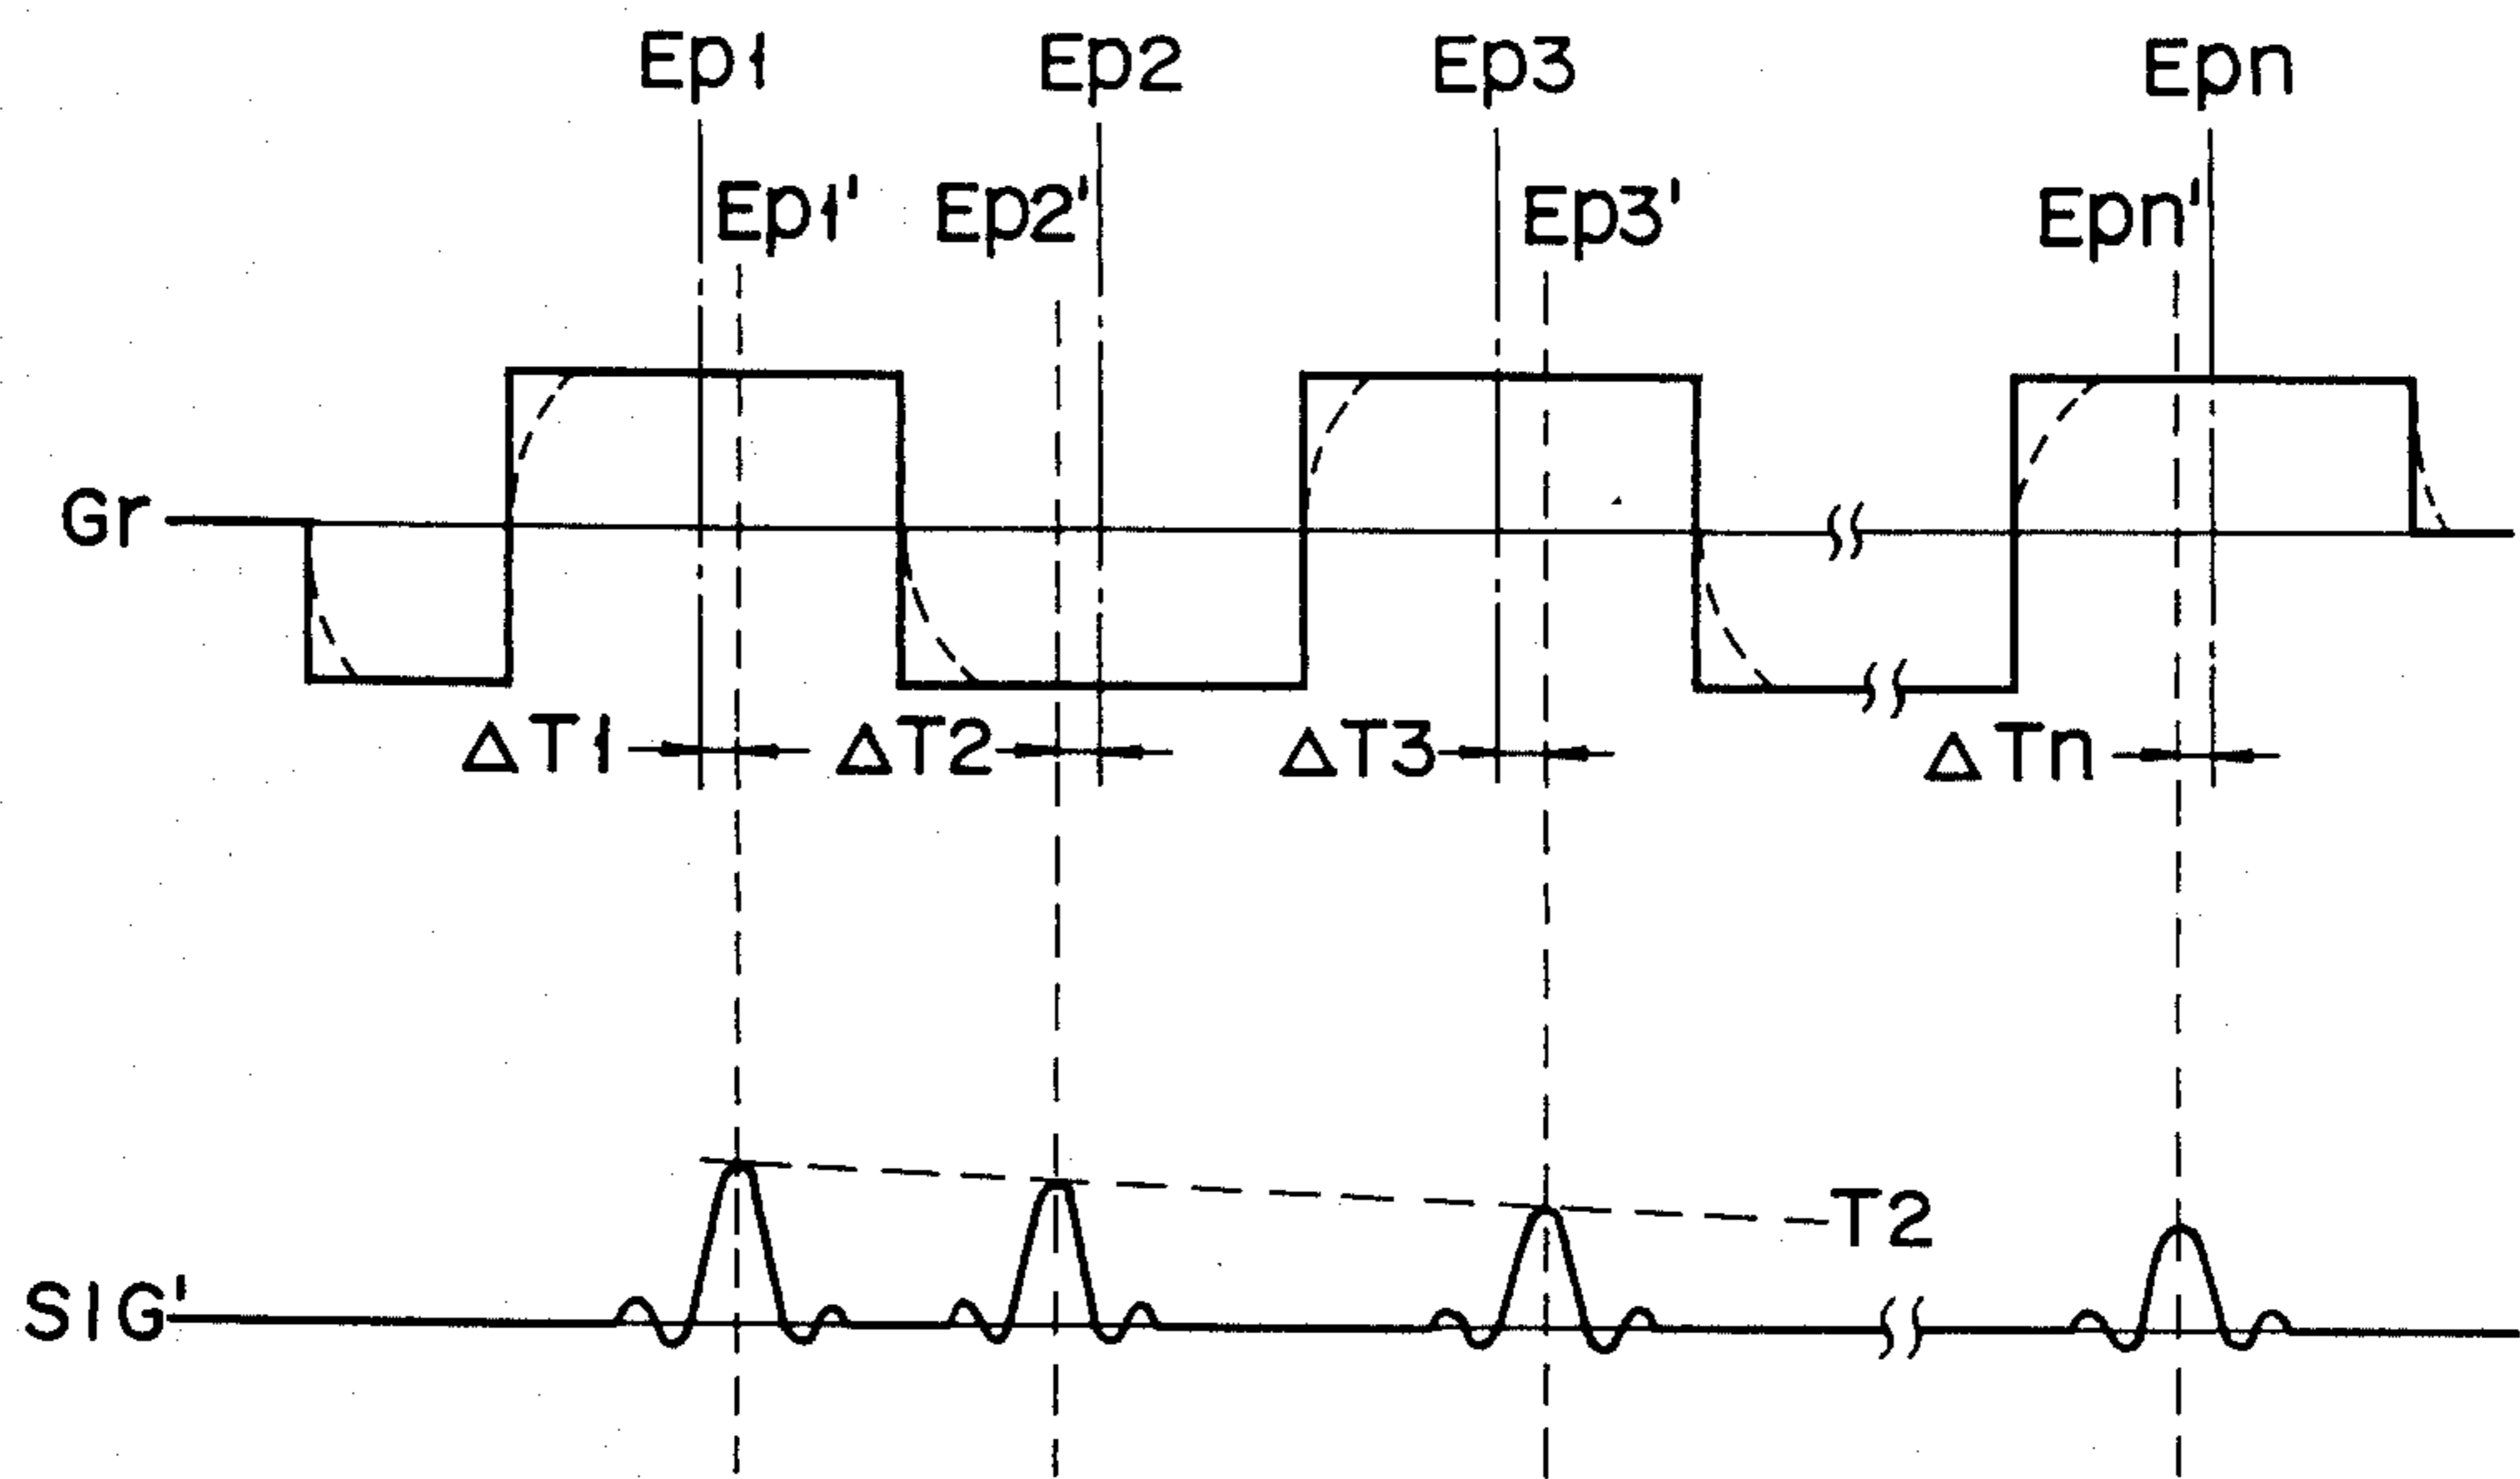 Ep1 Ep2 Ep3 Epn
Ep1' Ep2' Ep3' Epn'
Gr
ΔT1 ΔT2 ΔT3 ΔTn
T2
SIG'